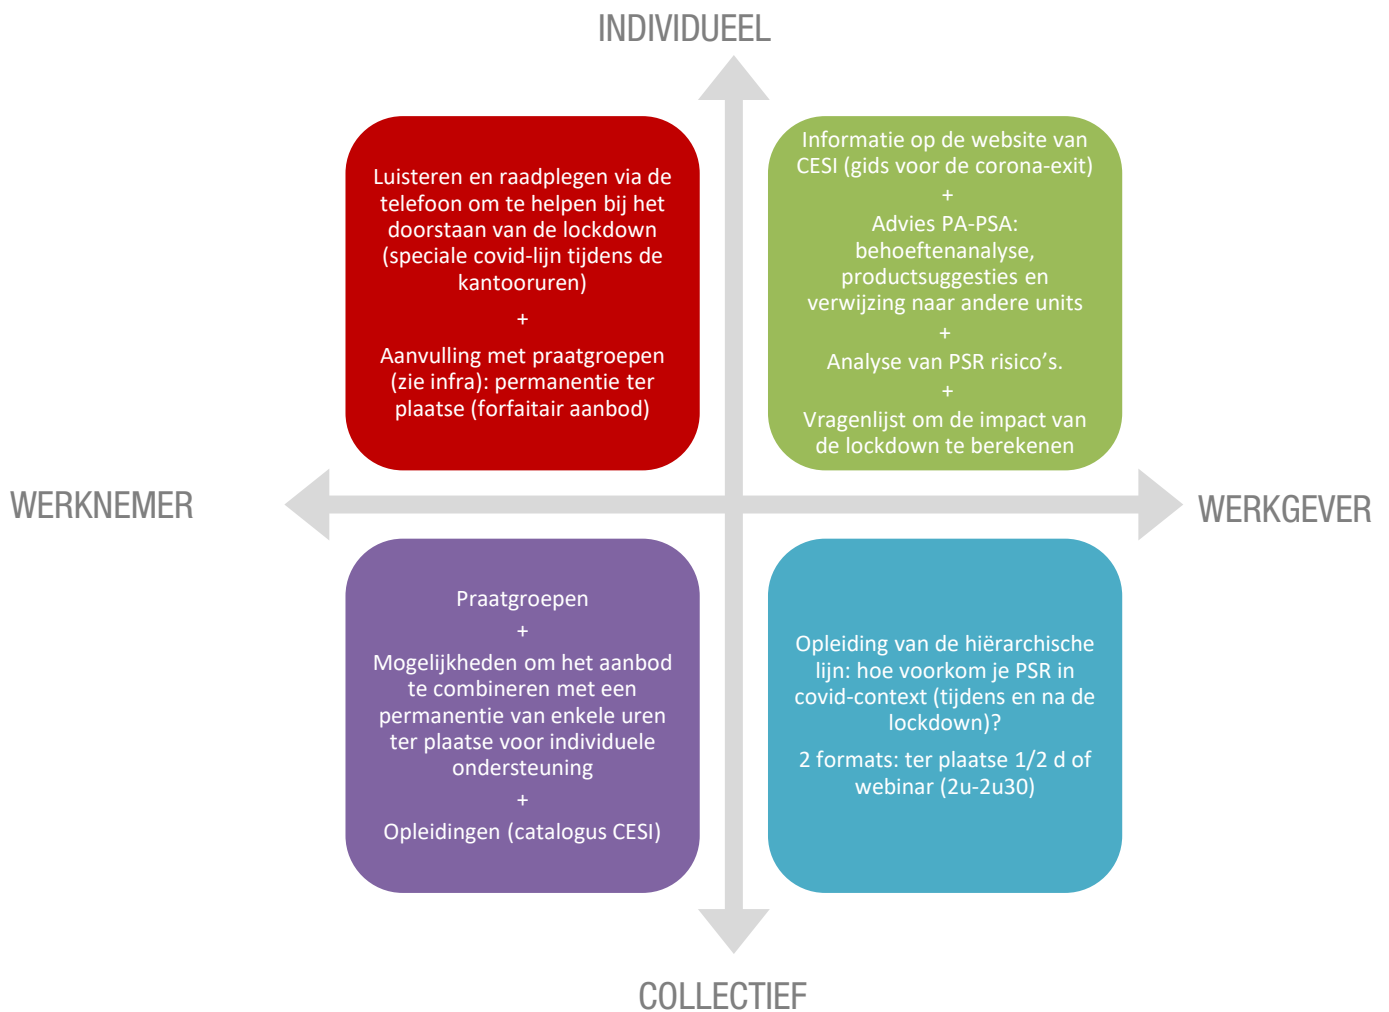 INDIVIDUEEL
Luisteren en raadplegen via de
telefoon om te helpen bij het
doorstaan van de lockdown
(speciale covid-lijn tijdens de
kantooruren)
+
Aanvulling met praatgroepen
(zie infra): permanentie ter
plaatse (forfaitair aanbod)
Informatie op de website van
CESI (gids voor de corona-exit)
+
Advies PA-PSA:
behoeftenanalyse,
productsuggesties en
verwijzing naar andere units
+
Analyse van PSR risico’s.
+
Vragenlijst om de impact van
de lockdown te berekenen
WERKNEMER
WERKGEVER
Praatgroepen
+
Mogelijkheden om het aanbod
te combineren met een
permanentie van enkele uren
ter plaatse voor individuele
ondersteuning
+
Opleidingen (catalogus CESI)
Opleiding van de hiërarchische
lijn: hoe voorkom je PSR in
covid-context (tijdens en na de
lockdown)?
2 formats: ter plaatse 1/2 d of
webinar (2u-2u30)
COLLECTIEF